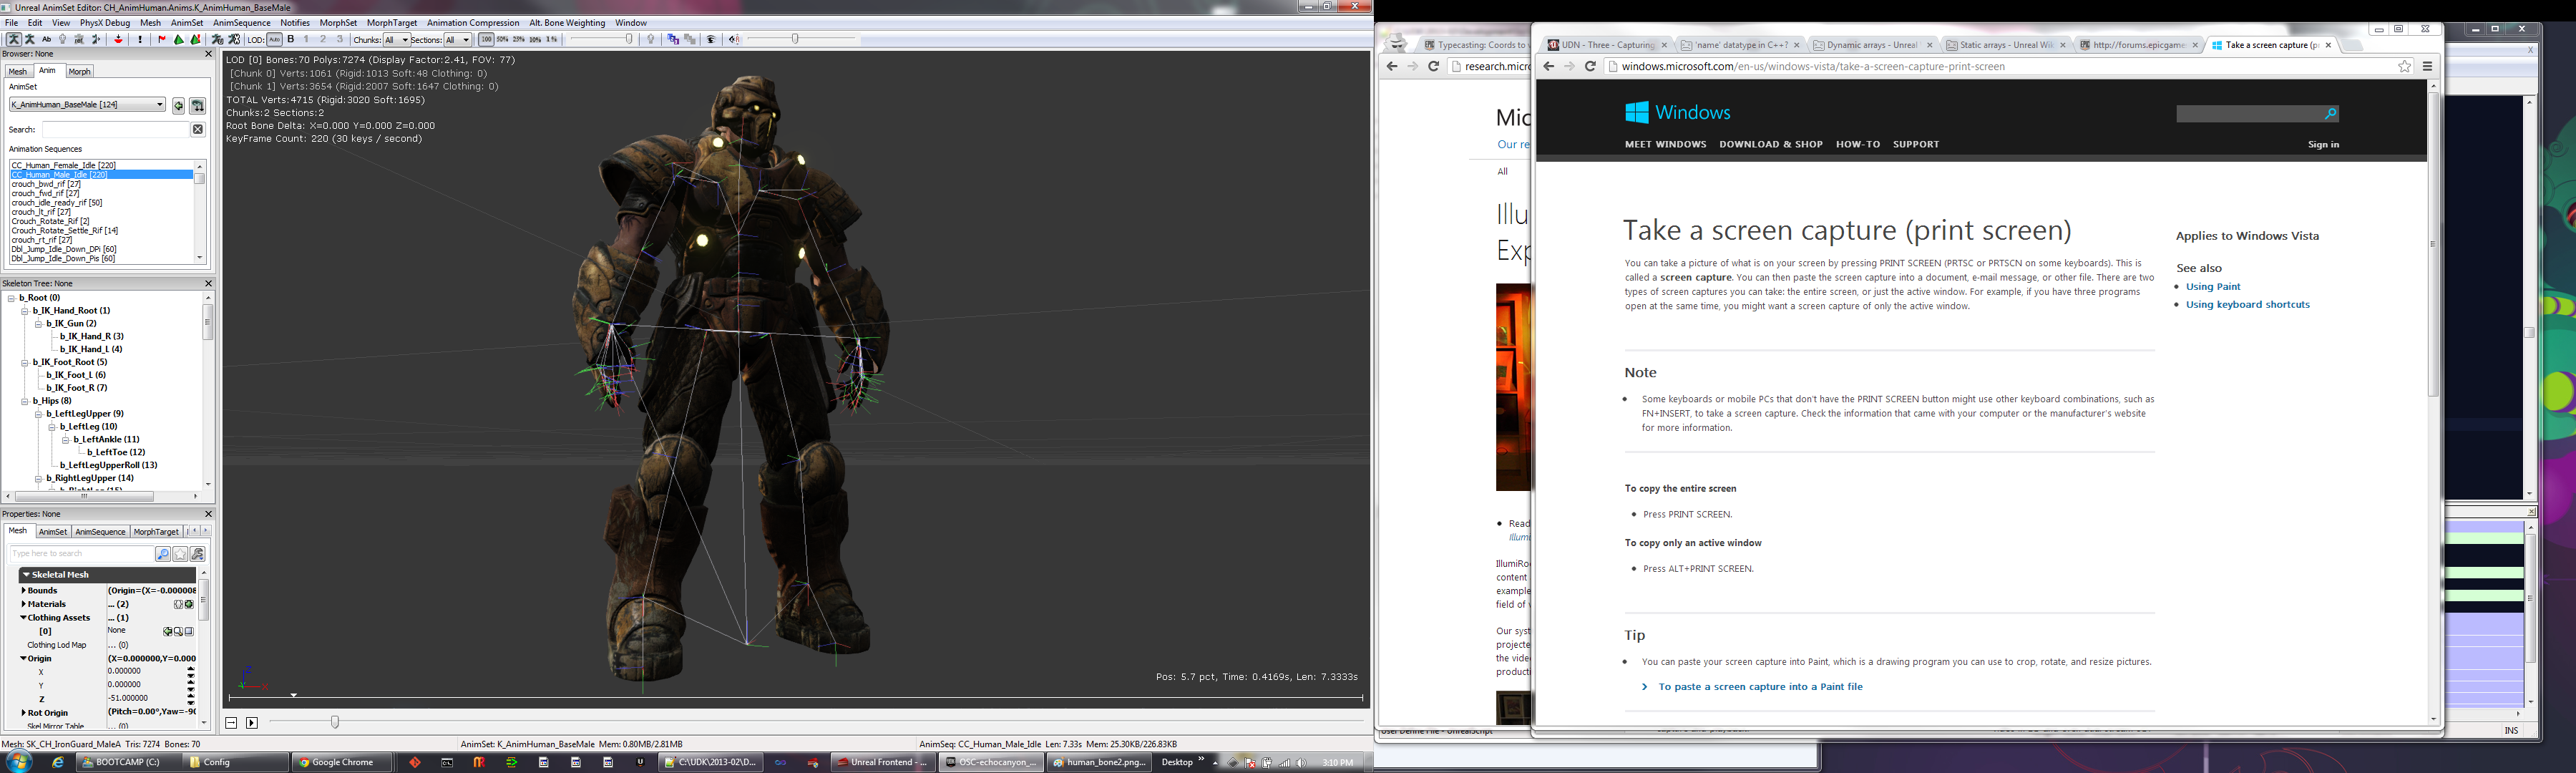 Unreal AnimSet Editor: CH_AnimHuman.Anims.K_AnimHuman_BaseMale
File Edit View PhysX Debug Mesh AnimSet AnimSequence Notifies MorphSet MorphTarget Animation Compression Alt. Bone Weighting Window
LOD: Auto B 1 2 3 Chunks: All Sections: All 100 50% 25% 10% 1%
Browser: Anim
Mesh Anim Morph
AnimSet
K_AnimHuman_BaseMale [124]
Search:
Animation Sequences
CC_Human_Female_Idle [220]
CC_Human_Male_Idle [220]
crouch_bwd_rif [27]
crouch_fwd_rif [27]
crouch_idle_ready_rif [50]
crouch_lt_rif [27]
Crouch_Rotate_Rif [2]
Crouch_Rotate_Settle_Rif [14]
crouch_rt_rif [27]
Dbl_Jump_Idle_Down_DPi [60]
Dbl_Jump_Idle_Down_Pis [60]
Skeleton Tree: None
b_Root (0)
b_IK_Hand_Root (1)
b_IK_Gun (2)
b_IK_Hand_R (3)
b_IK_Hand_L (4)
b_IK_Foot_Root (5)
b_IK_Foot_L (6)
b_IK_Foot_R (7)
b_Hips (8)
b_LeftLegUpper (9)
b_LeftLeg (10)
b_LeftAnkle (11)
b_LeftToe (12)
b_LeftLegUpperRoll (13)
b_RightLegUpper (14)
Properties: None
Mesh AnimSet AnimSequence MorphTarget
Type here to search
Skeletal Mesh
Bounds (Origin=(X=-0.000008
Materials ... (2)
Clothing Assets ... (1)
[0] None
Clothing Lod Map ... (0)
Origin (X=0.000000,Y=0.000
X 0.000000
Y 0.000000
Z -51.000000
Rot Origin (Pitch=0.00°,Yaw=-90
Skel Mirror Table ... (0)
LOD [0] Bones:70 Polys:7274 (Display Factor:2.41, FOV: 77)
[Chunk 0] Verts:1061 (Rigid:1013 Soft:48 Clothing: 0)
[Chunk 1] Verts:3654 (Rigid:2007 Soft:1647 Clothing: 0)
TOTAL Verts:4715 (Rigid:3020 Soft:1695)
Chunks:2 Sections:2
Root Bone Delta: X=0.000 Y=0.000 Z=0.000
KeyFrame Count: 220 (30 keys / second)
Pos: 5.7 pct, Time: 0.4169s, Len: 7.3333s
Mesh: SK_CH_IronGuard_MaleA Tris: 7274 Bones: 70
AnimSet: K_AnimHuman_BaseMale Mem: 0.80MB/2.81MB
AnimSeq: CC_Human_Male_Idle Len: 7.33s Mem: 25.30KB/226.83KB
BOOTCAMP (C:) Config Google Chrome C:\UDK\2013-02\D... Unreal Frontend - ... OSC-echocanyon_... human_bone2.png... Desktop 3:10 PM
Typecasting: Coords to v
research.micro
Mic
Our re
All
Illu
Exp
Read
Illumi
IllumiRoo
content
example
field of v
Our syst
projecte
the video
producti
UDN - Three - Capturing 'name' datatype in C++? Dynamic arrays - Unreal Static arrays - Unreal Wiki http://forums.epicgame Take a screen capture (pr
windows.microsoft.com/en-us/windows-vista/take-a-screen-capture-print-screen
Windows
MEET WINDOWS DOWNLOAD & SHOP HOW-TO SUPPORT Sign in
Take a screen capture (print screen)
You can take a picture of what is on your screen by pressing PRINT SCREEN (PRTSC or PRTSCN on some keyboards). This is
called a screen capture. You can then paste the screen capture into a document, e-mail message, or other file. There are two
types of screen captures you can take: the entire screen, or just the active window. For example, if you have three programs
open at the same time, you might want a screen capture of only the active window.
Applies to Windows Vista
See also
Using Paint
Using keyboard shortcuts
Note
Some keyboards or mobile PCs that don't have the PRINT SCREEN button might use other keyboard combinations, such as
FN+INSERT, to take a screen capture. Check the information that came with your computer or the manufacturer's website
for more information.
To copy the entire screen
Press PRINT SCREEN.
To copy only an active window
Press ALT+PRINT SCREEN.
Tip
You can paste your screen capture into Paint, which is a drawing program you can use to crop, rotate, and resize pictures.
To paste a screen capture into a Paint file
INS